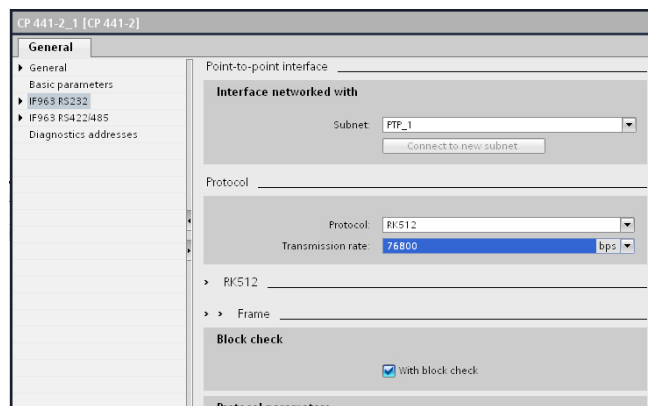 CP 441-2_1 [CP 441-2]
General
General
Basic parameters
IF963 RS232
IF963 RS422/485
Diagnostics addresses
Point-to-point interface
Interface networked with
Subnet: PTP_1
Connect to new subnet
Protocol
Protocol: RK512
Transmission rate: 76800 bps
RK512
Frame
Block check
With block check
Protocol parameters